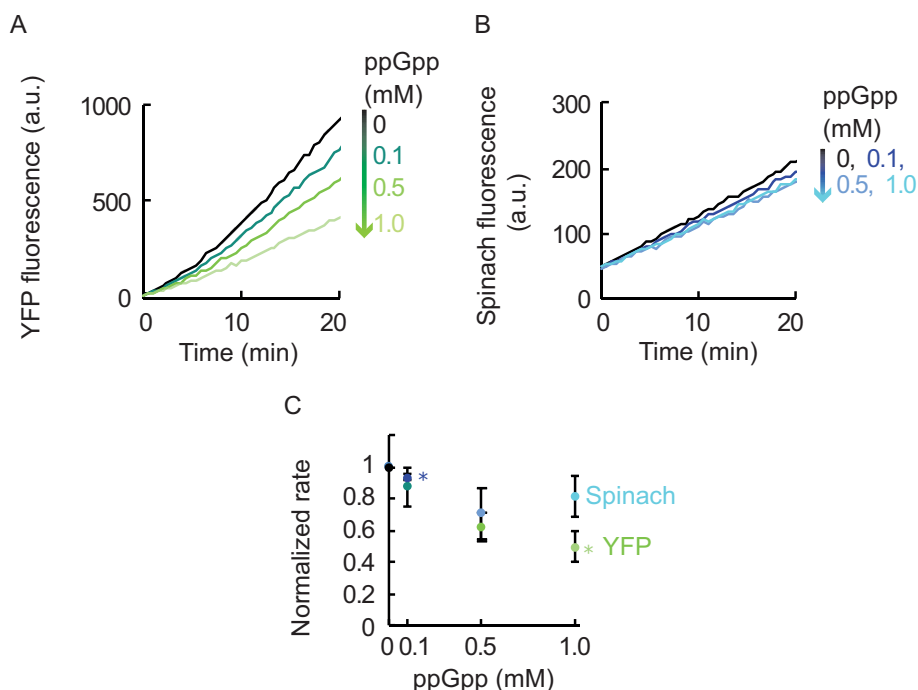 A
YFP fluorescence (a.u.)
1000
500
0
0
10
20
Time (min)
ppGpp
(mM)
0
0.1
0.5
1.0
B
Spinach fluorescence
(a.u.)
300
200
100
0
0
10
20
Time (min)
ppGpp
(mM)
0, 0.1,
0.5, 1.0
C
Normalized rate
1
0.8
0.6
0.4
0.2
0
0
0.1
0.5
1.0
ppGpp (mM)
*
Spinach
* YFP